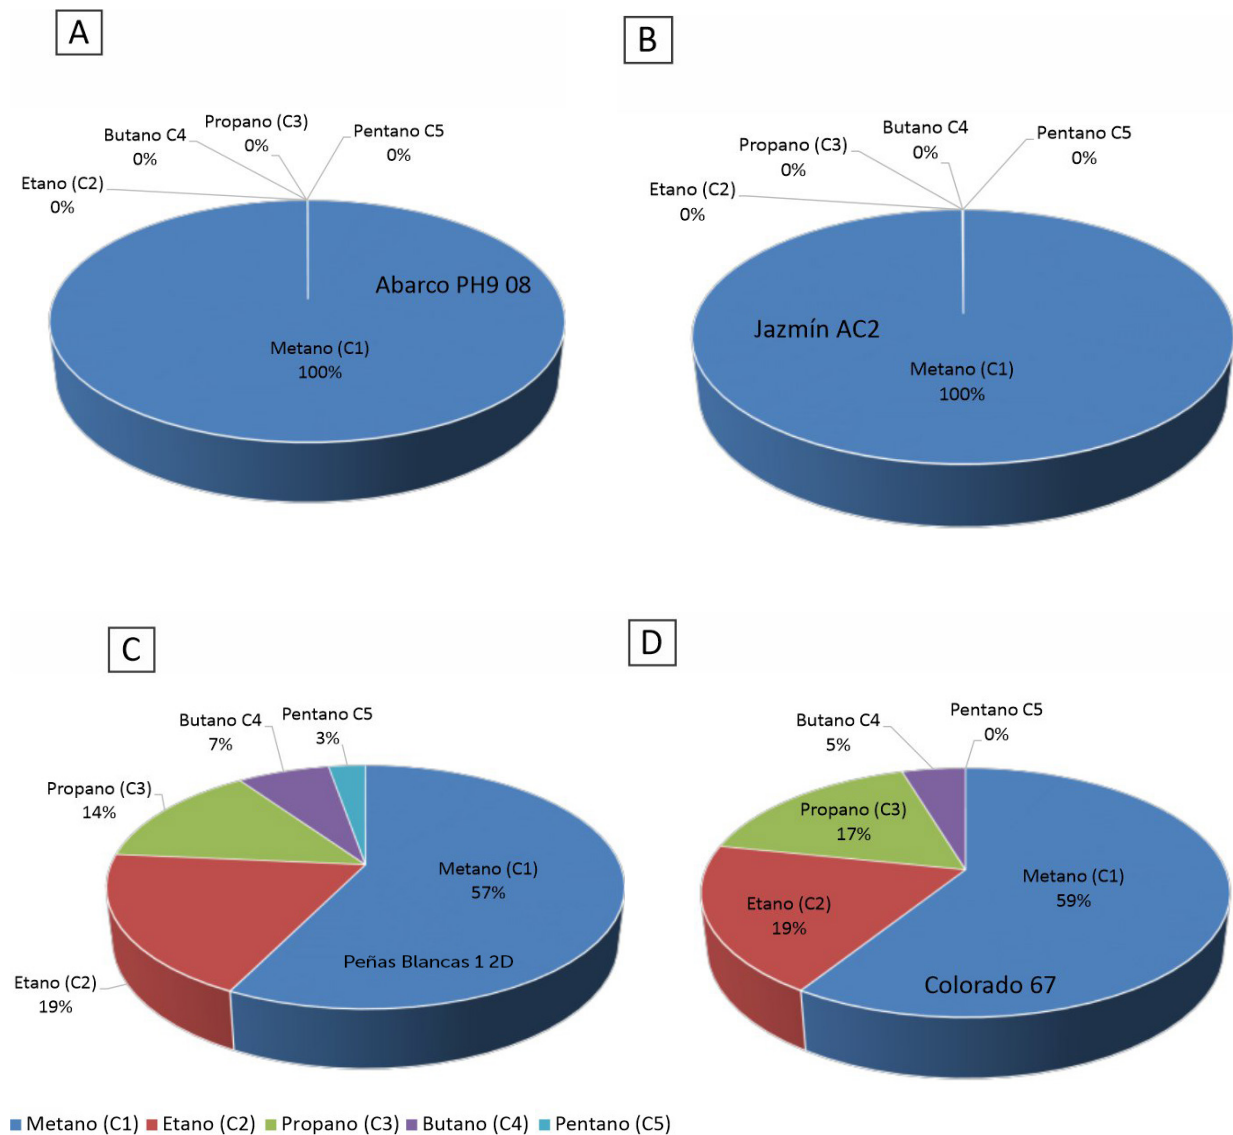 A
Etano (C2)
0%
Butano C4
0%
Propano (C3)
0%
Pentano C5
0%
Abarco PH9 08
Metano (C1)
100%
B
Etano (C2)
0%
Propano (C3)
0%
Butano C4
0%
Pentano C5
0%
Jazmín AC2
Metano (C1)
100%
C
Butano C4
7%
Pentano C5
3%
Propano (C3)
14%
Metano (C1)
57%
Peñas Blancas 1 2D
Etano (C2)
19%
D
Butano C4
5%
Pentano C5
0%
Propano (C3)
17%
Metano (C1)
59%
Etano (C2)
19%
Colorado 67
Metano (C1) Etano (C2) Propano (C3) Butano (C4) Pentano (C5)